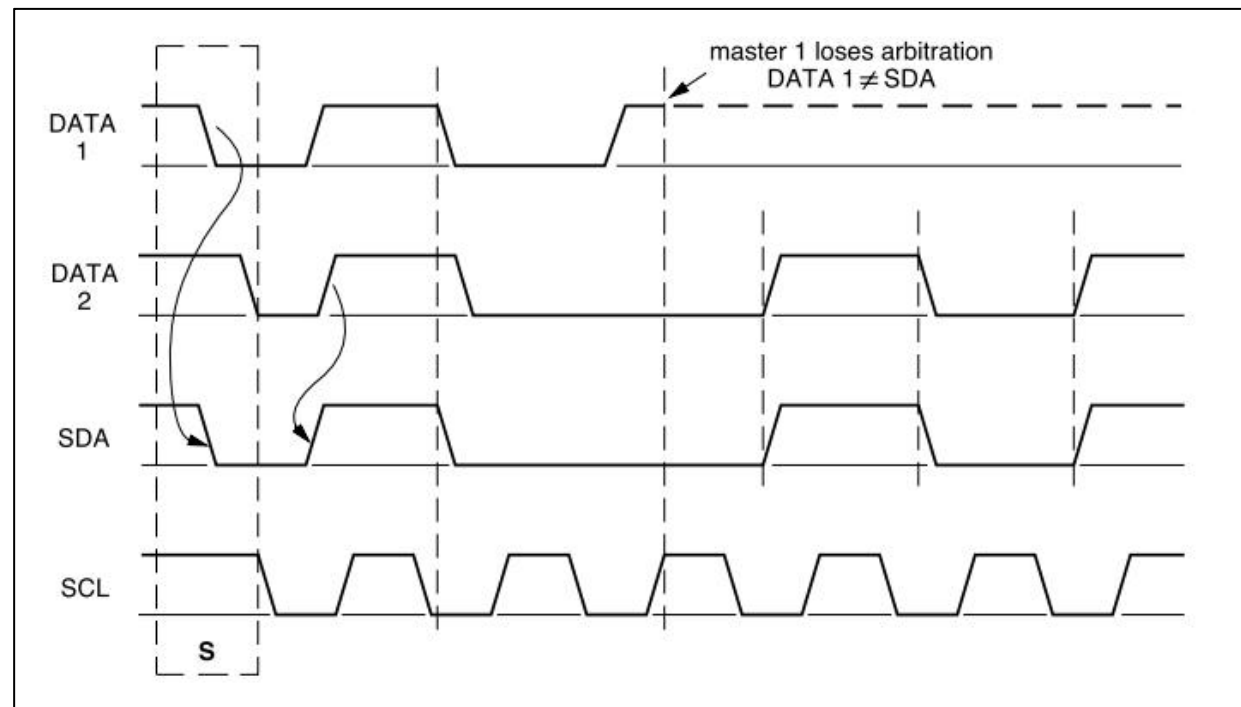 master 1 loses arbitration
DATA 1 ≠ SDA
DATA
1
DATA
2
SDA
SCL
S